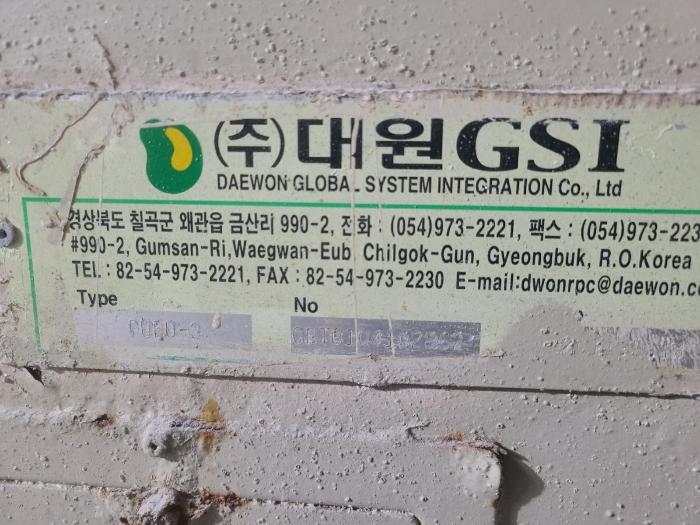 (주)대원GSI
DAEWON GLOBAL SYSTEM INTEGRATION Co., Ltd
경상북도 칠곡군 왜관읍 금산리 990-2, 전화 : (054)973-2221, 팩스 : (054)973-223
#990-2, Gumsan-Ri,Waegwan-Eub Chilgok-Gun, Gyeongbuk, R.O.Korea
TEL : 82-54-973-2221, FAX : 82-54-973-2230 E-mail:dwonrpc@daewon.c
Type No